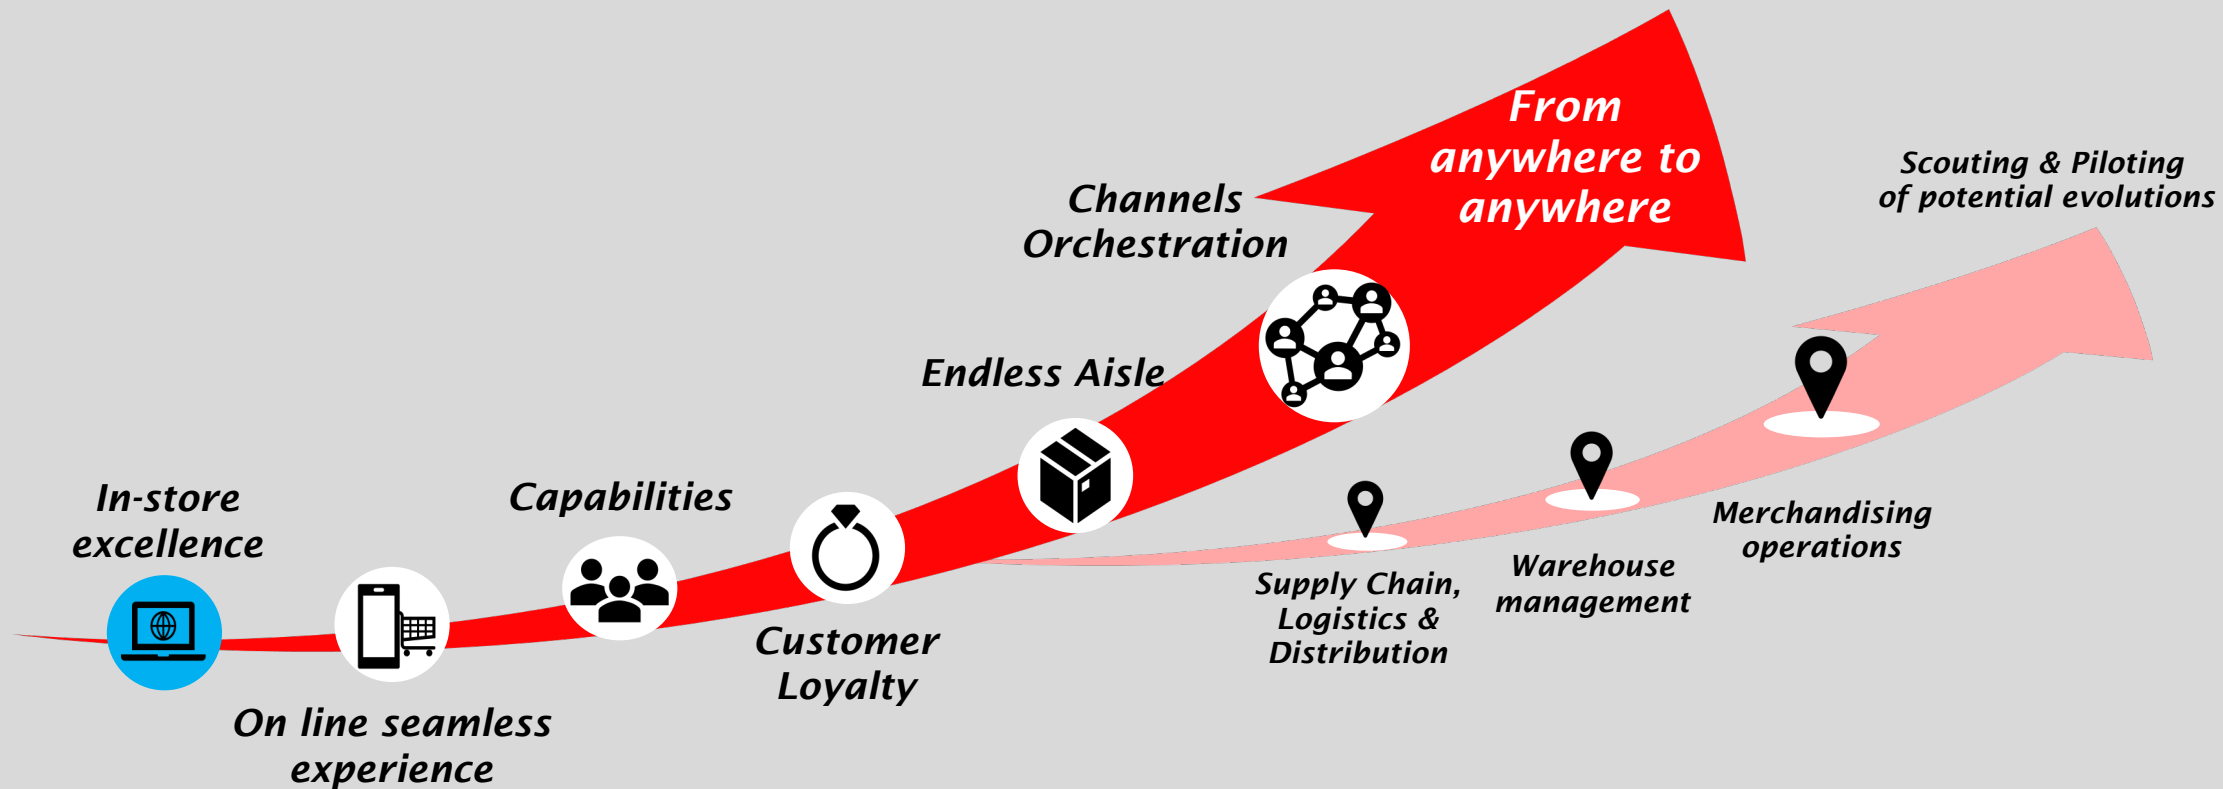 In-store
excellence
On line seamless
experience
Capabilities
Customer
Loyalty
Endless Aisle
Channels
Orchestration
From
anywhere to
anywhere
Supply Chain,
Logistics &
Distribution
Warehouse
management
Merchandising
operations
Scouting & Piloting
of potential evolutions